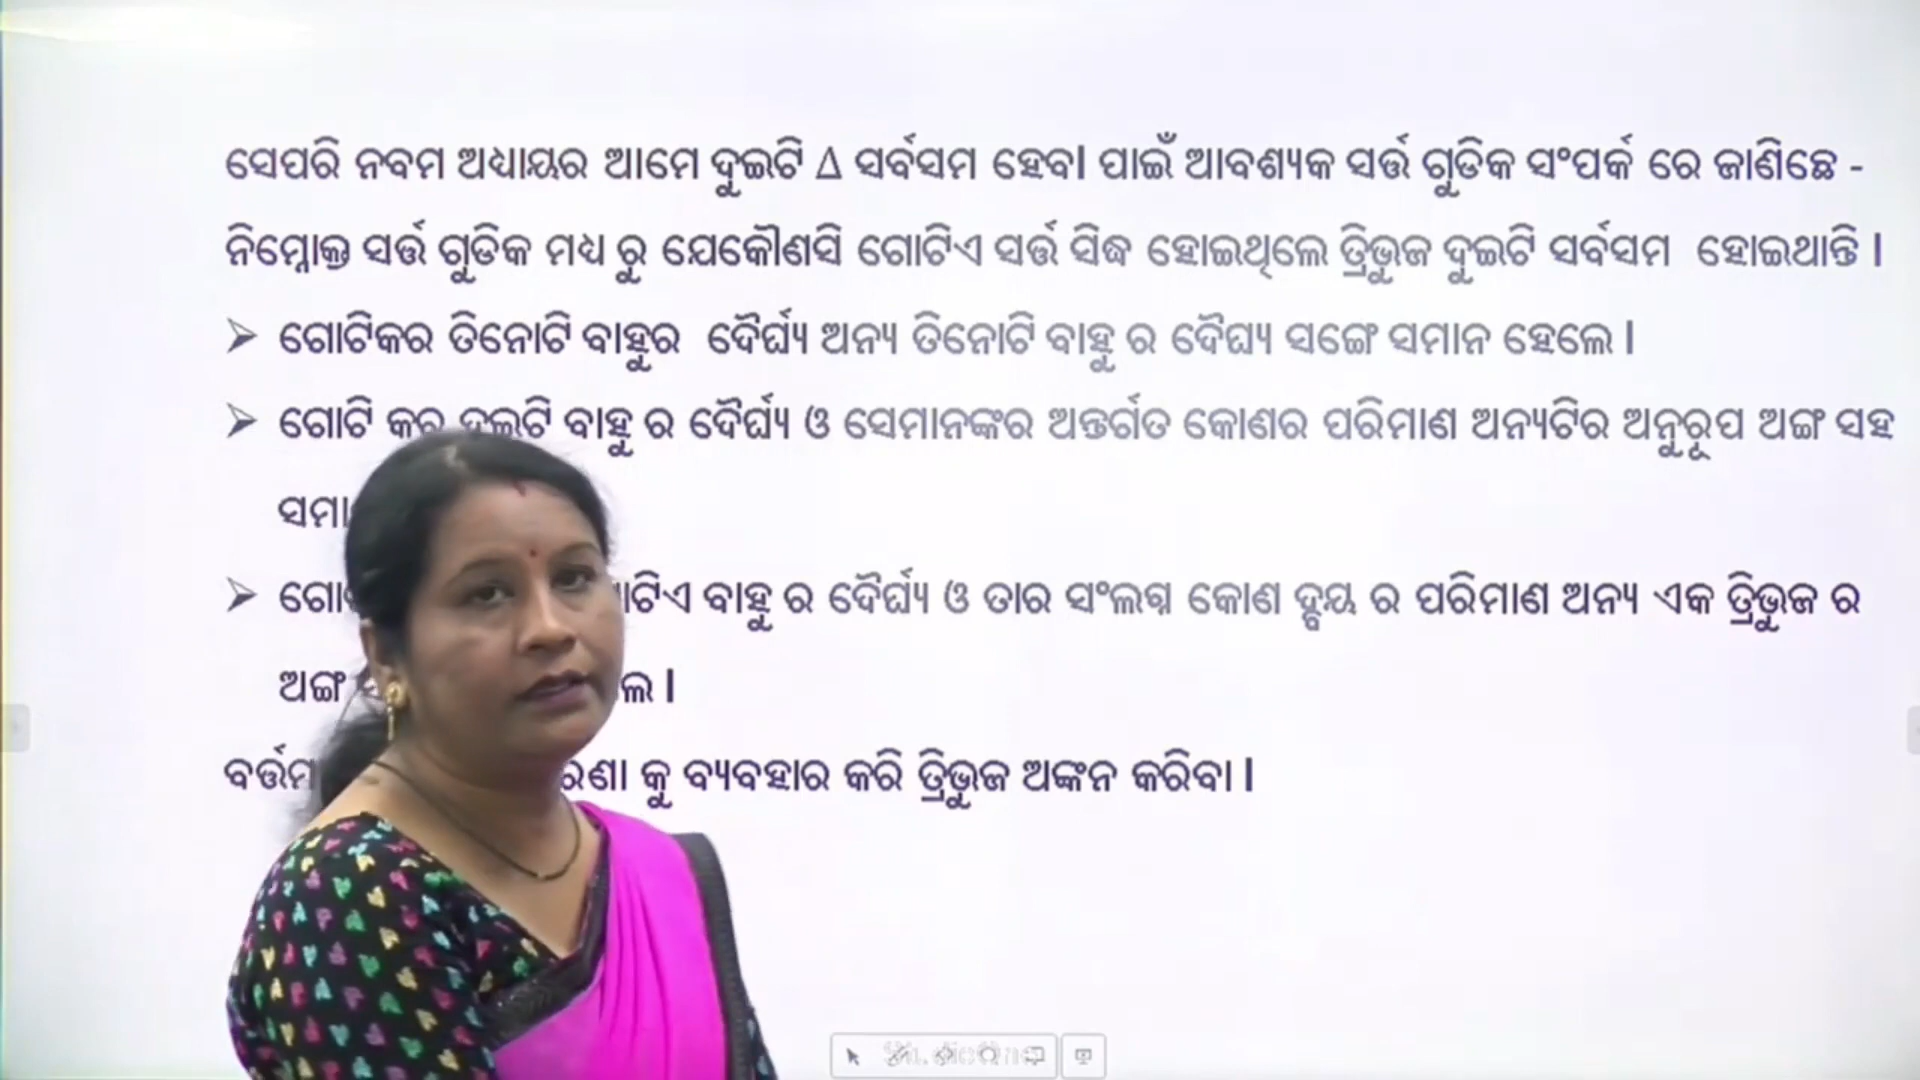 ସେପରି ନବମ ଅଧ୍ୟାୟର ଆମେ ଦୁଇଟି Δ ସର୍ବସମ ହେବା ପାଇଁ ଆବଶ୍ୟକ ସର୍ତ୍ତ ଗୁଡିକ ସଂପର୍କ ରେ ଜାଣିଛେ -
ନିମ୍ନୋକ୍ତ ସର୍ତ୍ତ ଗୁଡିକ ମଧ୍ୟ ରୁ ଯେକୌଣସି ଗୋଟିଏ ସର୍ତ୍ତ ସିଦ୍ଧ ହୋଇଥିଲେ ତ୍ରିଭୁଜ ଦୁଇଟି ସର୍ବସମ ହୋଇଥାନ୍ତି ।
➢ ଗୋଟିକର ତିନୋଟି ବାହୁର ଦୈର୍ଘ୍ୟ ଅନ୍ୟ ତିନୋଟି ବାହୁ ର ଦୈଘ୍ୟ ସଙ୍ଗେ ସମାନ ହେଲେ ।
➢ ଗୋଟି କର ଦୁଇଟି ବାହୁ ର ଦୈର୍ଘ୍ୟ ଓ ସେମାନଙ୍କର ଅନ୍ତର୍ଗତ କୋଣର ପରିମାଣ ଅନ୍ୟଟିର ଅନୁରୂପ ଅଙ୍ଗ ସହ
➢ ବାହୁ ର ଦୈର୍ଘ୍ୟ ଓ ତାର ସଂଲଗ୍ନ କୋଣ ଦ୍ବୟ ର ପରିମାଣ ଅନ୍ୟ ଏକ ତ୍ରିଭୁଜ ର
ଅଙ୍ଗ
କୁ ବ୍ୟବହାର କରି ତ୍ରିଭୁଜ ଅଙ୍କନ କରିବା ।